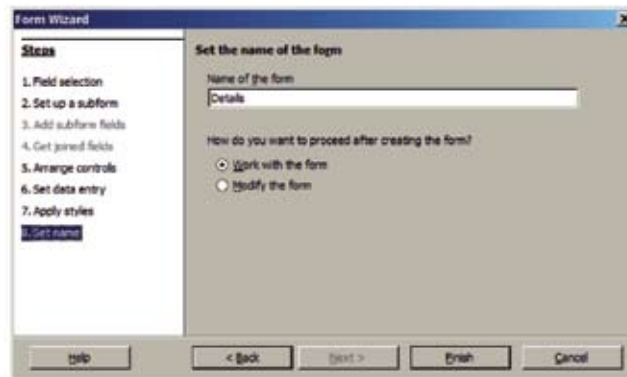 Form Wizard
Steps
1. Field selection
2. Set up a subform
3. Add subform fields
4. Get joined fields
5. Arrange controls
6. Set data entry
7. Apply styles
8. Set name
Set the name of the form
Name of the form
Details
How do you want to proceed after creating the form?
Work with the form
Modify the form
Help
< Back
Next >
Finish
Cancel